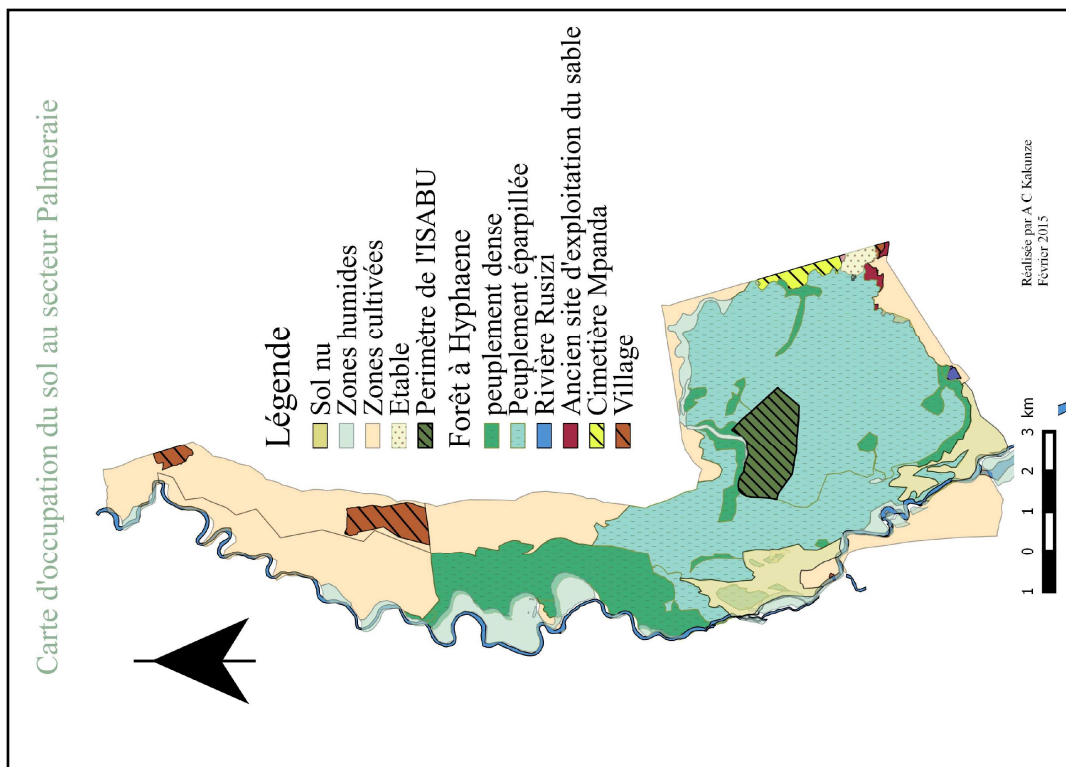 Carte d'occupation du sol au secteur Palmeraie
Légende
Sol nu
Zones humides
Zones cultivées
Etable
Perimètre de l'ISABU
Forêt à Hyphaene
peuplement dense
Peuplement éparpillée
Rivière Rusizi
Ancien site d'exploitation du sable
Cimetière Mpanda
Village
1 0 1 2 3 km
Réalisée par A C Kakunze
Février 2015